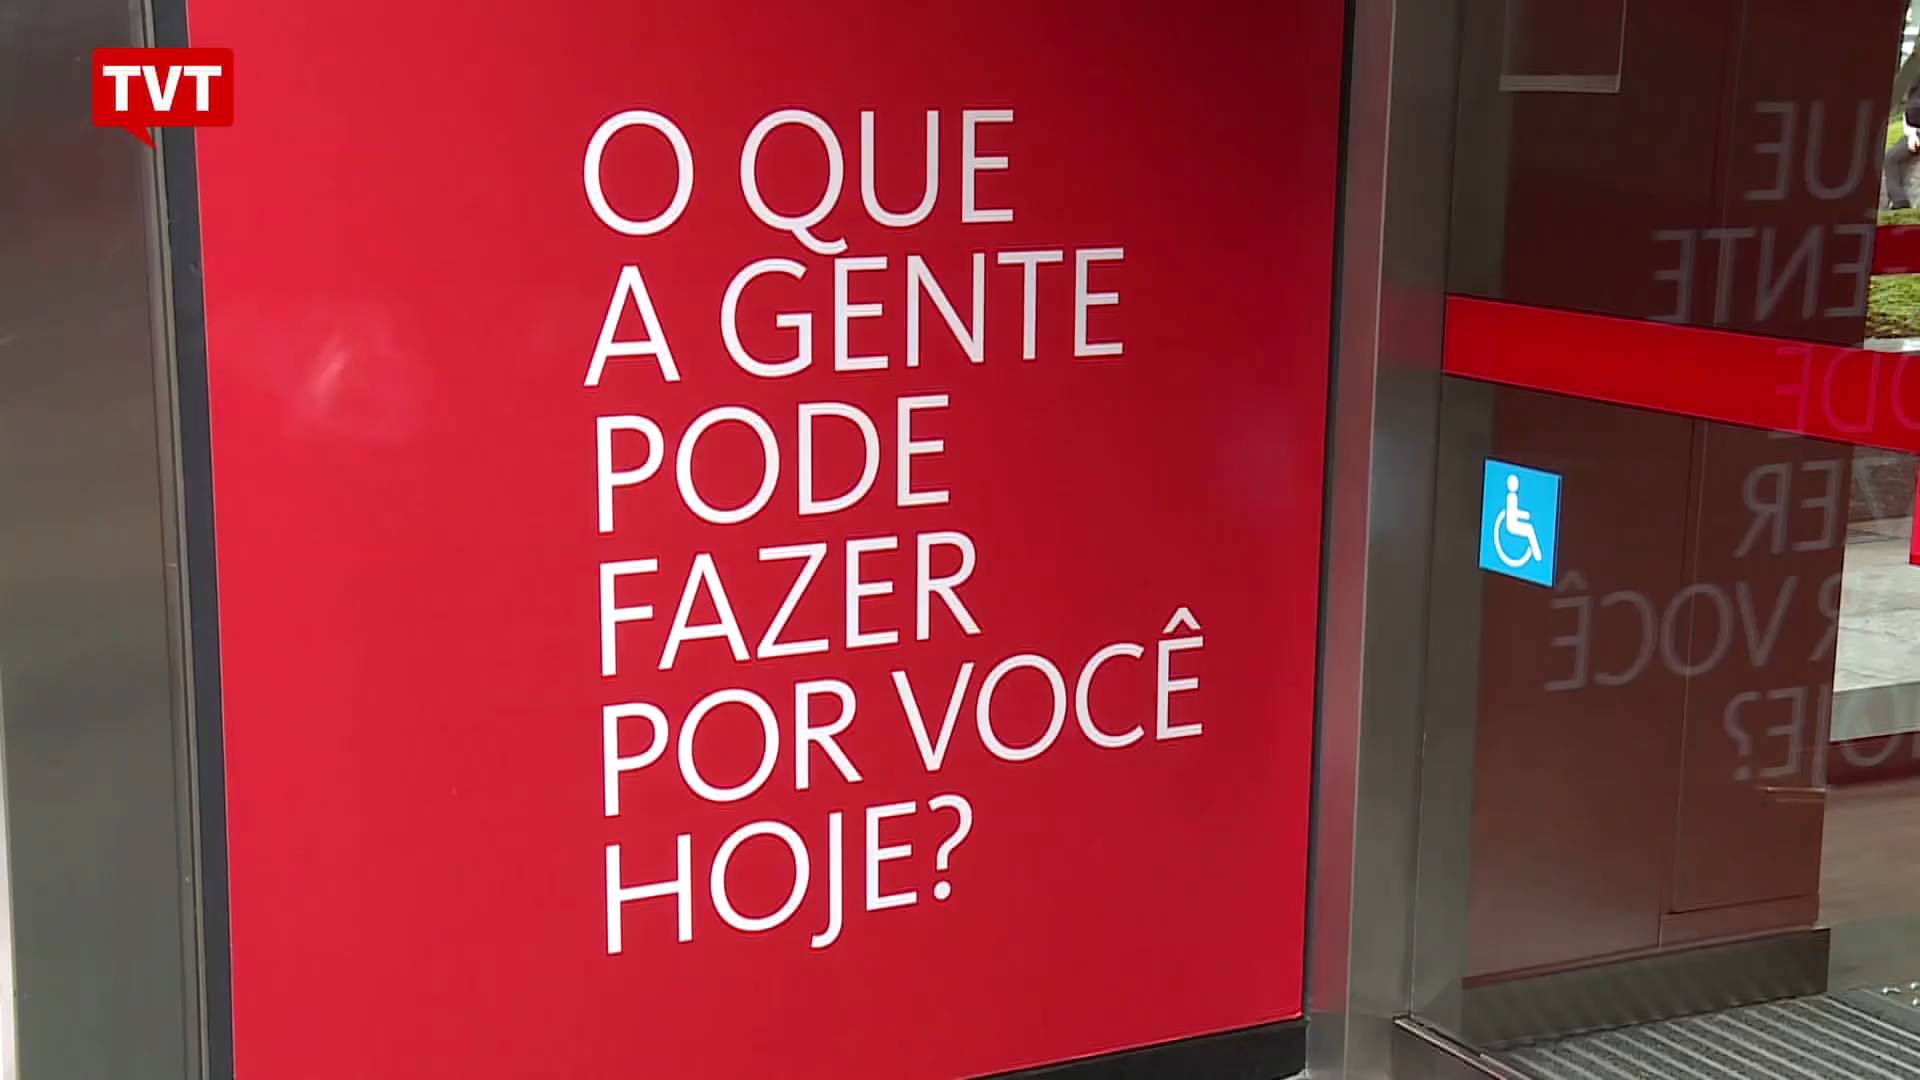 TVT
O QUE
A GENTE
PODE
FAZER
POR VOCÊ
HOJE?